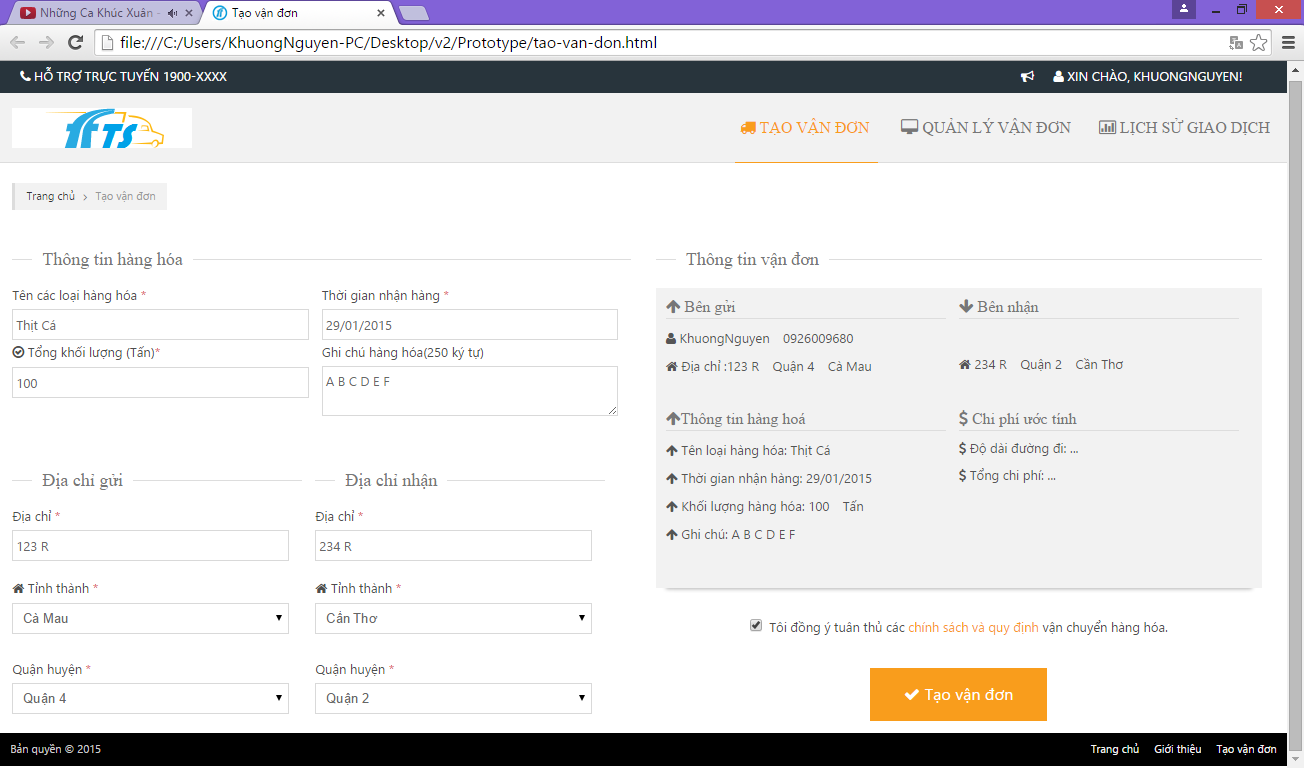 Những Ca Khúc Xuân -
Tạo vận đơn
file:///C:/Users/KhuongNguyen-PC/Desktop/v2/Prototype/tao-van-don.html
HỖ TRỢ TRỰC TUYẾN 1900-XXXX
XIN CHÀO, KHUONGNGUYEN!
TS
TẠO VẬN ĐƠN
QUẢN LÝ VẬN ĐƠN
LỊCH SỬ GIAO DỊCH
Trang chủ > Tạo vận đơn
Thông tin hàng hóa
Tên các loại hàng hóa *
Thời gian nhận hàng *
Thịt Cá
29/01/2015
Tổng khối lượng (Tấn)*
Ghi chú hàng hóa(250 ký tự)
100
A B C D E F
Địa chỉ gửi
Địa chỉ nhận
Địa chỉ *
Địa chỉ *
123 R
234 R
Tỉnh thành *
Tỉnh thành *
Cà Mau
Cần Thơ
Quận huyện *
Quận huyện *
Quận 4
Quận 2
Thông tin vận đơn
Bên gửi
Bên nhận
KhuongNguyen 0926009680
Địa chỉ :123 R Quận 4 Cà Mau
234 R Quận 2 Cần Thơ
Thông tin hàng hoá
$ Chi phí ước tính
Tên loại hàng hóa: Thịt Cá
$ Độ dài đường đi: ...
Thời gian nhận hàng: 29/01/2015
$ Tổng chi phí: ...
Khối lượng hàng hóa: 100 Tấn
Ghi chú: A B C D E F
Tôi đồng ý tuân thủ các chính sách và quy định vận chuyển hàng hóa.
Tạo vận đơn
Bản quyền © 2015
Trang chủ Giới thiệu Tạo vận đơn